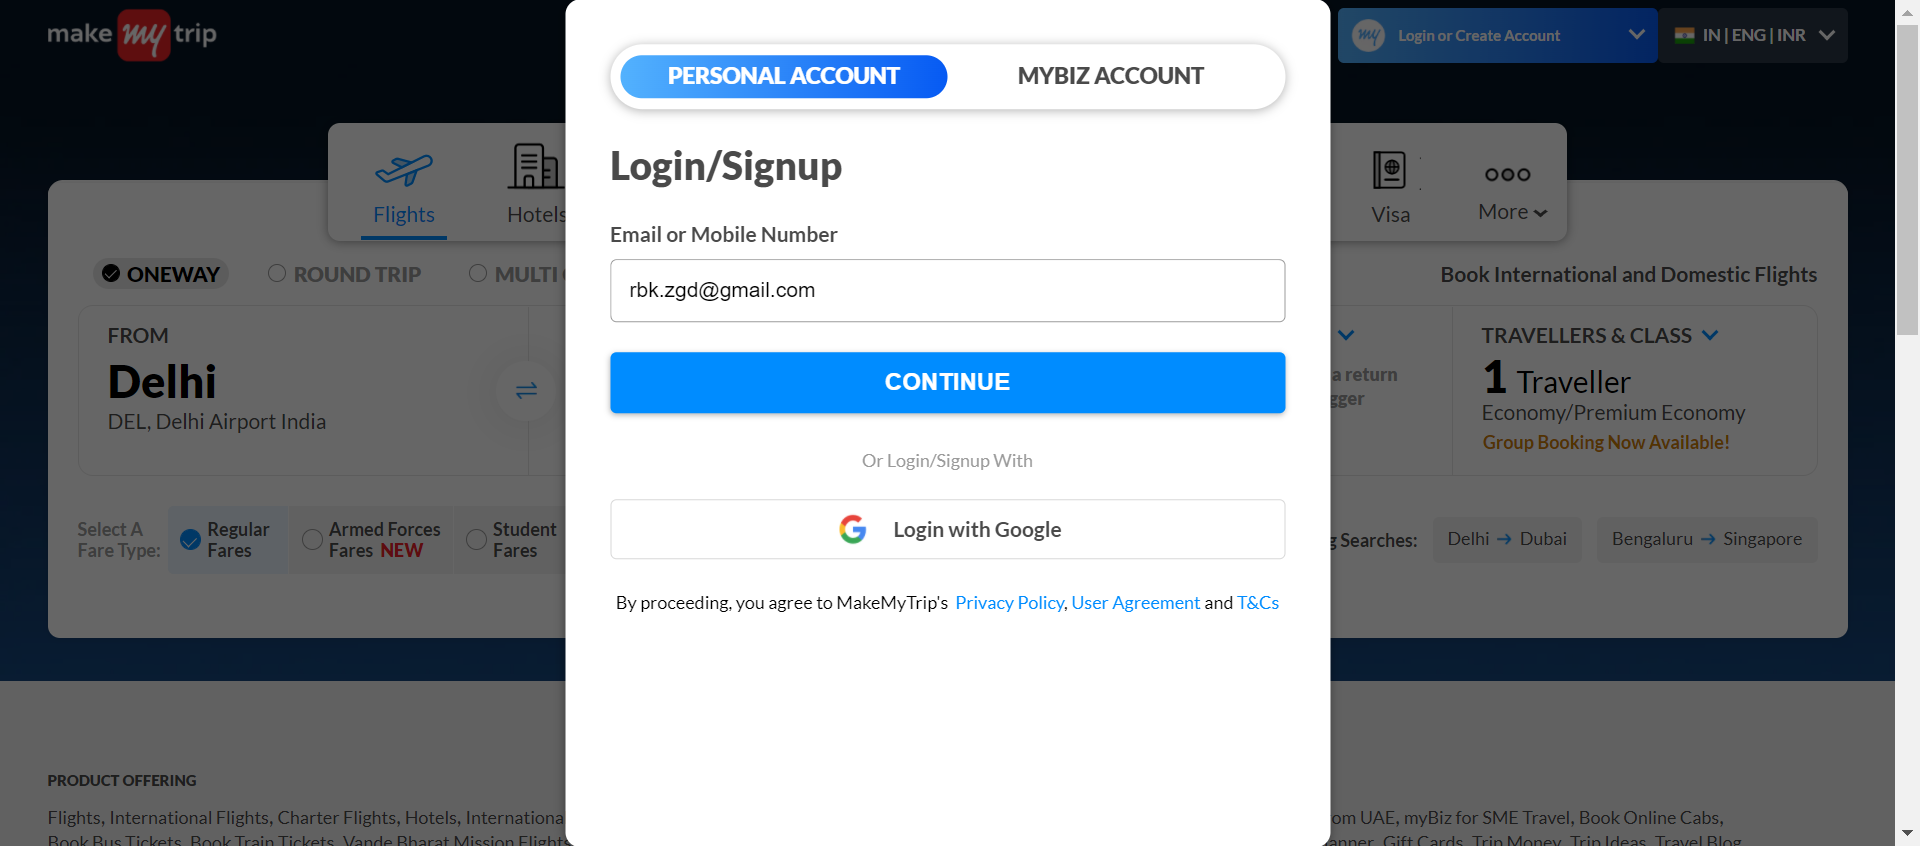 make my trip
my Login or Create Account
IN | ENG | INR
PERSONAL ACCOUNT
MYBIZ ACCOUNT
Login/Signup
Email or Mobile Number
rbk.zgd@gmail.com
CONTINUE
Or Login/Signup With
Login with Google
By proceeding, you agree to MakeMyTrip's Privacy Policy, User Agreement and T&Cs
Flights
Hotels
Visa
More
ONEWAY
ROUND TRIP
MULTI
Book International and Domestic Flights
FROM
Delhi
DEL, Delhi Airport India
a return
TRAVELLERS & CLASS
1 Traveller
Economy/Premium Economy
Group Booking Now Available!
Select A
Fare Type:
Regular
Fares
Armed Forces
Fares NEW
Student
Fares
Searches:
Delhi → Dubai
Bengaluru → Singapore
PRODUCT OFFERING
Flights, International Flights, Charter Flights, Hotels, Internationa
UAE, myBiz for SME Travel, Book Online Cabs,
Book Bus Tickets, Book Train Tickets, Vande Bharat Mission Flights
Gift Cards, Trip Money, Trip Ideas, Travel Blog